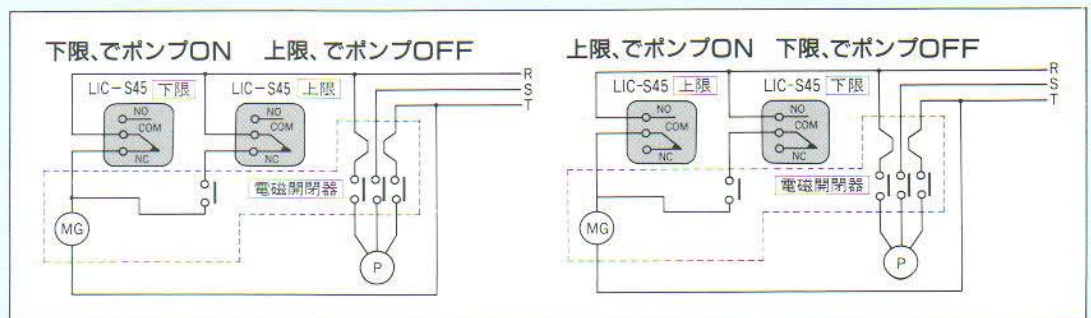 下限、でポンプON 上限、でポンプOFF
LIC-S45 下限 LIC-S45 上限
R
S
T
NO
COM
NC
NO
COM
NC
電磁開閉器
MG
P
上限、でポンプON 下限、でポンプOFF
LIC-S45 上限 LIC-S45 下限
R
S
T
NO
COM
NC
NO
COM
NC
電磁開閉器
MG
P